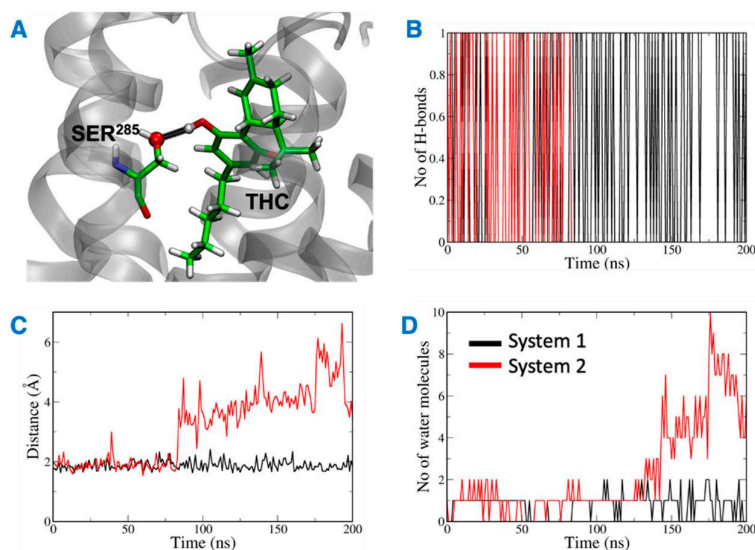 A
SER285
THC
B
No of H-bonds
1
0.8
0.6
0.4
0.2
0
0 50 100 150 200
Time (ns)
C
Distance (Å)
6
4
2
0
0 50 100 150 200
Time (ns)
D
No of water molecules
10
8
6
4
2
0
System 1
System 2
0 50 100 150 200
Time (ns)